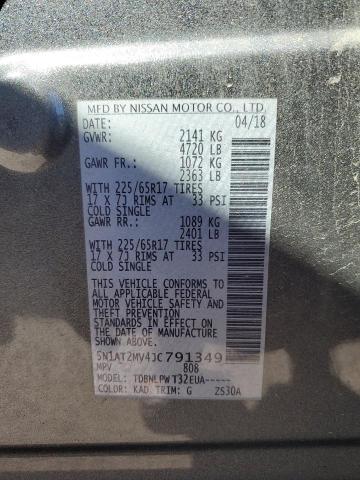 MFD BY NISSAN MOTOR CO., LTD.
DATE: 04/18
GVWR: 2141 KG
4720 LB
GAWR FR: 1072 KG
2363 LB
WITH 225/65R17 TIRES
17 X 7J RIMS AT 33 PSI
COLD SINGLE
GAWR RR: 1089 KG
2401 LB
WITH 225/65R17 TIRES
17 X 7J RIMS AT 33 PSI
COLD SINGLE
THIS VEHICLE CONFORMS TO ALL
APPLICABLE FEDERAL MOTOR
VEHICLE SAFETY AND
THEFT PREVENTION
STANDARDS IN EFFECT ON THE
DATE OF MANUFACTURE
SHOWN ABOVE.
5N1AT2MV4JC791349
MPV 808
MODEL: TDBNLPW T32EUA-----
COLOR: KAD TRIM: G ZS30A